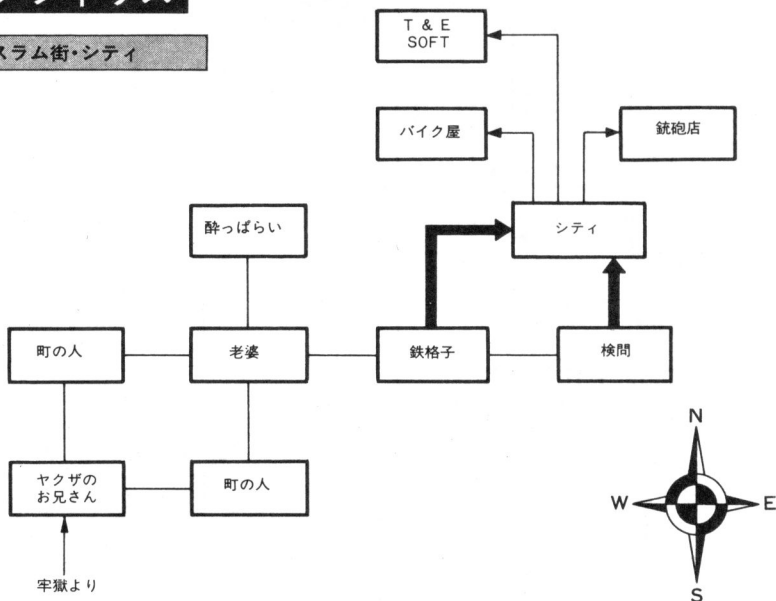 スラム街・シティ
T & E
SOFT
バイク屋
銃砲店
シティ
酔っぱらい
町の人
老婆
鉄格子
検問
ヤクザの
お兄さん
町の人
牢獄より
N
W
E
S